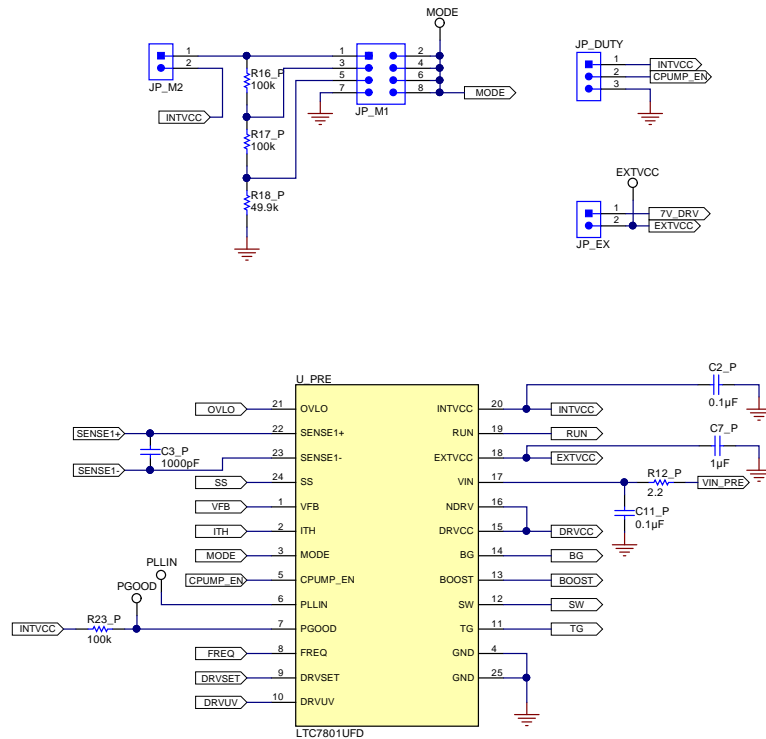 MODE
JP_M2
1
2
INTVCC
R16_P
100k
R17_P
100k
R18_P
49.9k
1
3
5
7
2
4
6
8
JP_M1
MODE
JP_DUTY
1
2
3
INTVCC
CPUMP_EN
EXTVCC
JP_EX
1
2
7V_DRV
EXTVCC
U_PRE
OVLO 21 OVLO
SENSE1+ 22 SENSE1+
C3_P
1000pF
SENSE1- 23 SENSE1-
SS 24 SS
VFB 1 VFB
ITH 2 ITH
MODE 3 MODE
CPUMP_EN 5 CPUMP_EN
PLLIN
6 PLLIN
PGOOD
INTVCC R23_P 7 PGOOD
100k
FREQ 8 FREQ
DRVSET 9 DRVSET
DRVUV 10 DRVUV
INTVCC 20 INTVCC
C2_P
0.1µF
RUN 19 RUN
EXTVCC 18 EXTVCC
C7_P
1µF
VIN 17
R12_P
2.2
VIN_PRE
C11_P
0.1µF
NDRV 16
DRVCC 15 DRVCC
BG 14 BG
BOOST 13 BOOST
SW 12 SW
TG 11 TG
GND 4
GND 25
LTC7801UFD